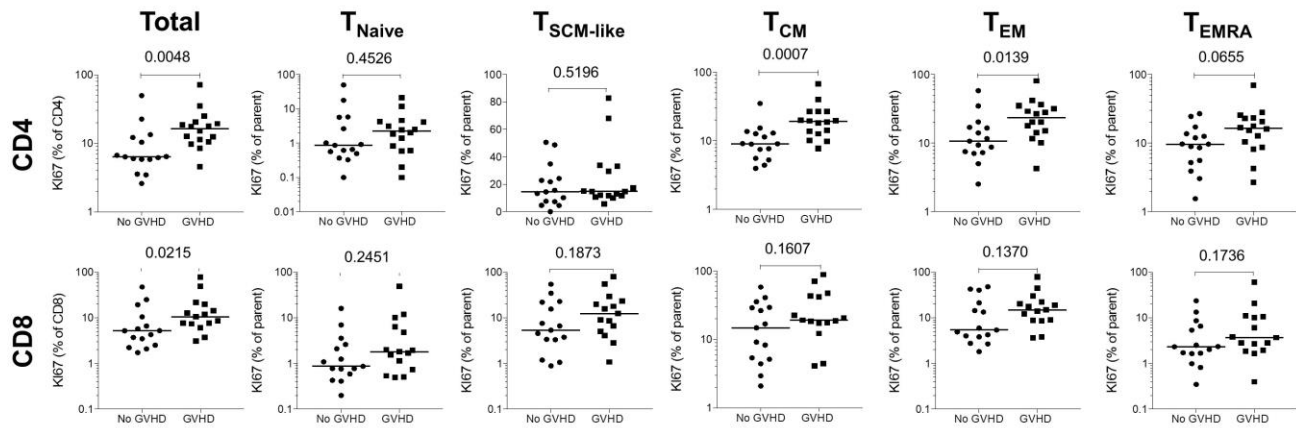 Total
T Naive
T SCM-like
T CM
T EM
T EMRA
CD4
0.0048
KI67 (% of CD4)
100
10
1
No GVHD
GVHD
0.4526
KI67 (% of parent)
100
10
1
0.1
0.01
No GVHD
GVHD
0.5196
KI67 (% of parent)
100
80
60
40
20
0
No GVHD
GVHD
0.0007
KI67 (% of parent)
100
10
1
No GVHD
GVHD
0.0139
KI67 (% of parent)
100
10
1
No GVHD
GVHD
0.0655
KI67 (% of parent)
100
10
1
No GVHD
GVHD
CD8
0.0215
KI67 (% of CD8)
100
10
1
0.1
No GVHD
GVHD
0.2451
KI67 (% of parent)
100
10
1
0.1
No GVHD
GVHD
0.1873
KI67 (% of parent)
100
10
1
0.1
No GVHD
GVHD
0.1607
KI67 (% of parent)
100
10
1
No GVHD
GVHD
0.1370
KI67 (% of parent)
100
10
1
0.1
No GVHD
GVHD
0.1736
KI67 (% of parent)
100
10
1
0.1
No GVHD
GVHD